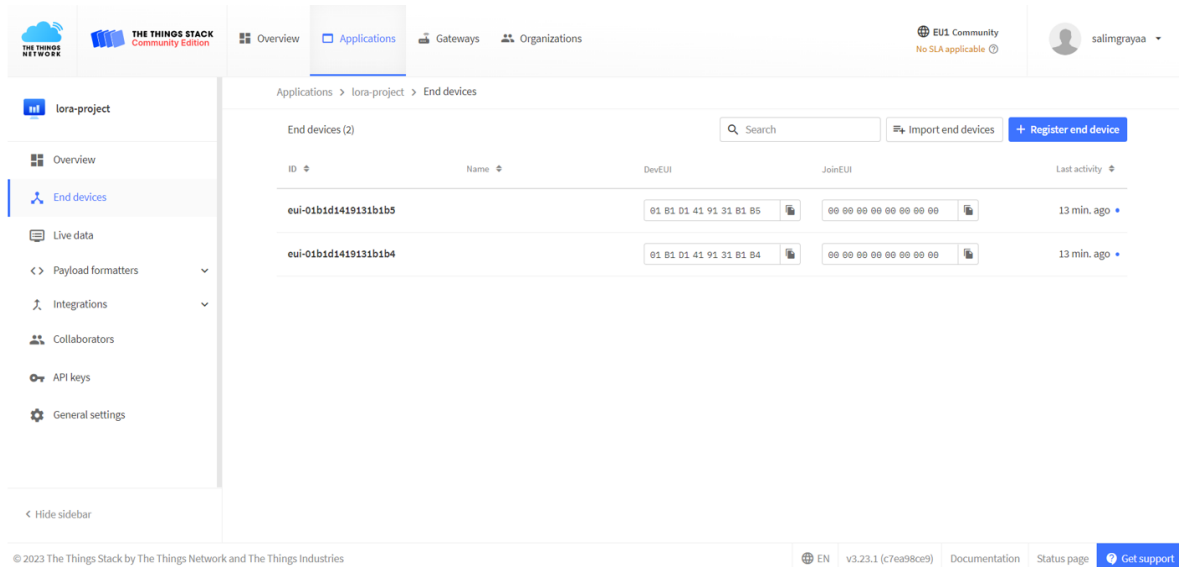 THE THINGS NETWORK
THE THINGS STACK
Community Edition
Overview
Applications
Gateways
Organizations
EU1 Community
No SLA applicable
salimgrayaa
lora-project
Overview
End devices
Live data
Payload formatters
Integrations
Collaborators
API keys
General settings
< Hide sidebar
Applications > lora-project > End devices
End devices (2)
Search
Import end devices
+ Register end device
ID Name DevEUI JoinEUI Last activity
eui-01b1d1419131b1b5 01 B1 D1 41 91 31 B1 B5 00 00 00 00 00 00 00 00 13 min. ago •
eui-01b1d1419131b1b4 01 B1 D1 41 91 31 B1 B4 00 00 00 00 00 00 00 00 13 min. ago •
© 2023 The Things Stack by The Things Network and The Things Industries
EN
v3.23.1 (c7ea98ce9)
Documentation
Status page
Get support